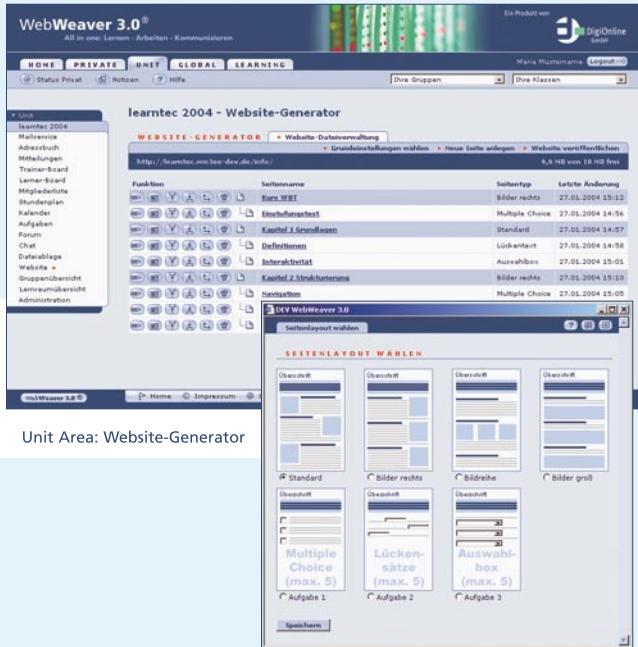 WebWeaver 3.0®
All in one: Lernen - Arbeiten - Kommunizieren
Ein Produkt von
DigiOnline
GmbH
HOME PRIVATE UNIT GLOBAL LEARNING
Maria Mustername Logout
Status Privat Notizen Hilfe Ihre Gruppen Ihre Klassen
Unit
learntec 2004
Mailservice
Adressbuch
Mitteilungen
Trainer-Board
Lerner-Board
Mitgliederliste
Stundenplan
Kalender
Aufgaben
Forum
Chat
Dateiablage
Website
Gruppenübersicht
Lernraumübersicht
Administration
learntec 2004 - Website-Generator
WEBSITE-GENERATOR Website-Dateiverwaltung
Grundeinstellungen wählen Neue Seite anlegen Website veröffentlichen
9,6 MB von 10 MB frei
Funktion Seitenname Seitentyp Letzte Änderung
Kurs WBT Bilder rechts 27.01.2004 15:12
Einstufungstest Multiple Choice 27.01.2004 14:56
Kapitel 1 Grundlagen Standard 27.01.2004 14:57
Definitionen Lückentext 27.01.2004 14:58
Interaktivität Auswahlbox 27.01.2004 15:01
Kapitel 2 Strukturierung Bilder rechts 27.01.2004 15:10
Navigation Multiple Choice 27.01.2004 15:05
WebWeaver 3.0® Home Impressum
Unit Area: Website-Generator
DEV WebWeaver 3.0
Seitenlayout wählen
SEITENLAYOUT WÄHLEN
Überschrift Überschrift Überschrift Überschrift
Standard Bilder rechts Bildreihe Bilder groß
Überschrift Überschrift Überschrift
Multiple Choice (max. 5)
Lücken-sätze (max. 5)
Auswahl-box (max. 5)
Aufgabe 1 Aufgabe 2 Aufgabe 3
Speichern